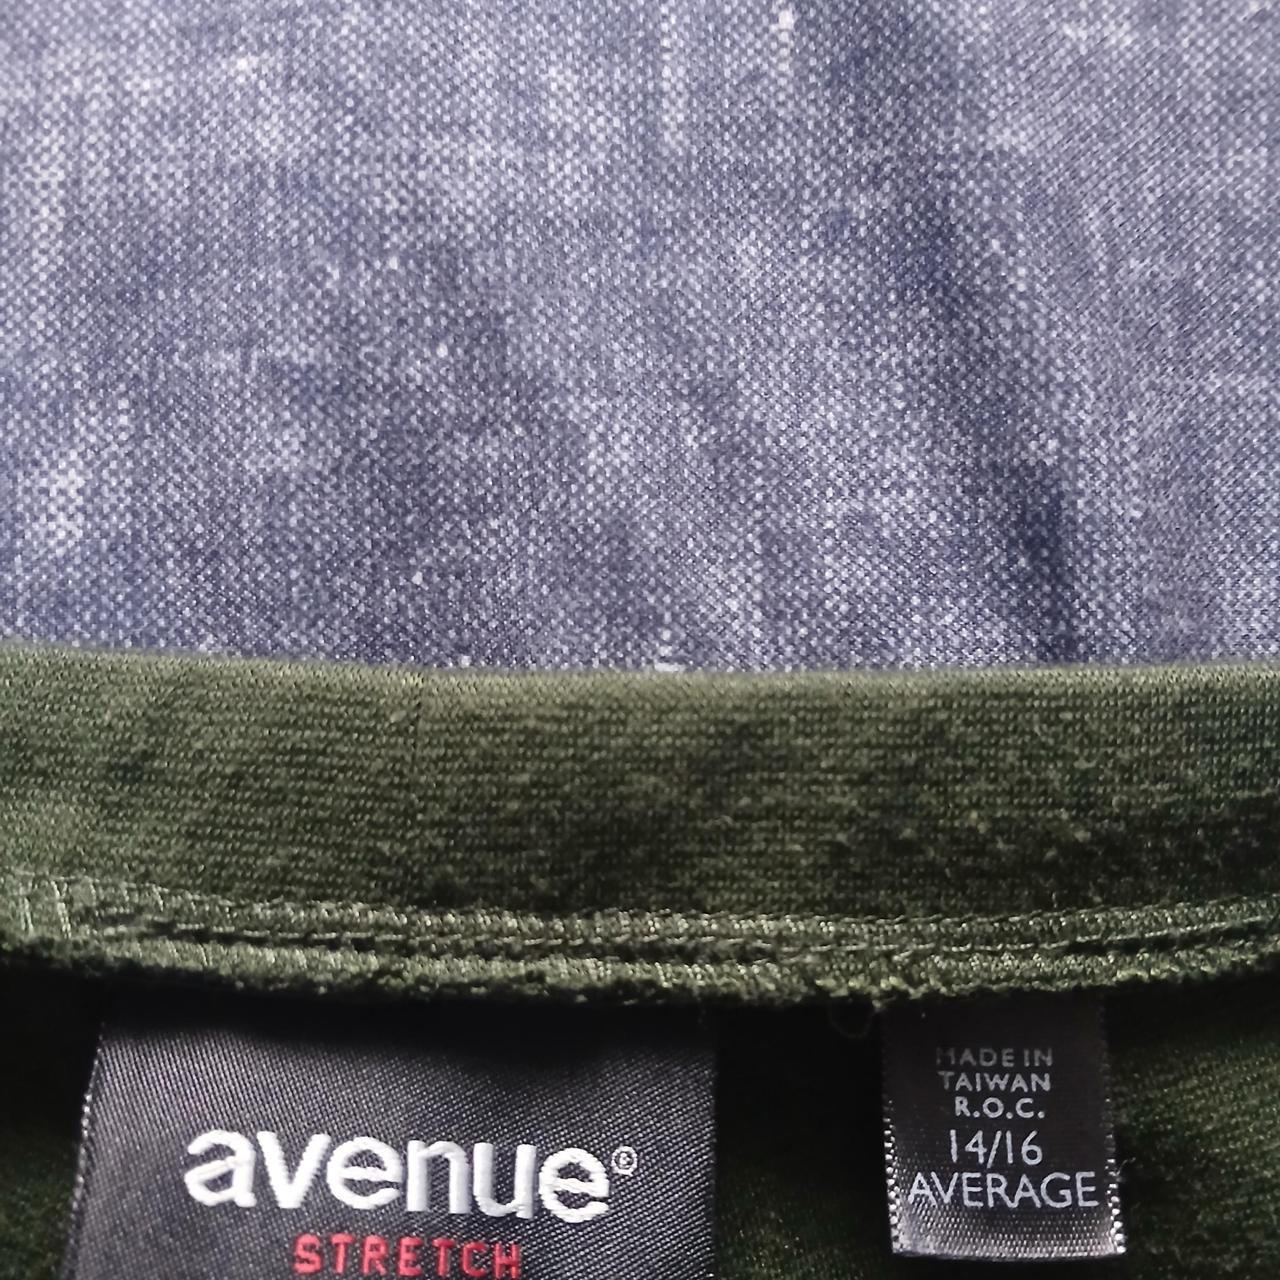 avenue®
STRETCH
MADE IN
TAIWAN
R.O.C.
14/16
AVERAGE